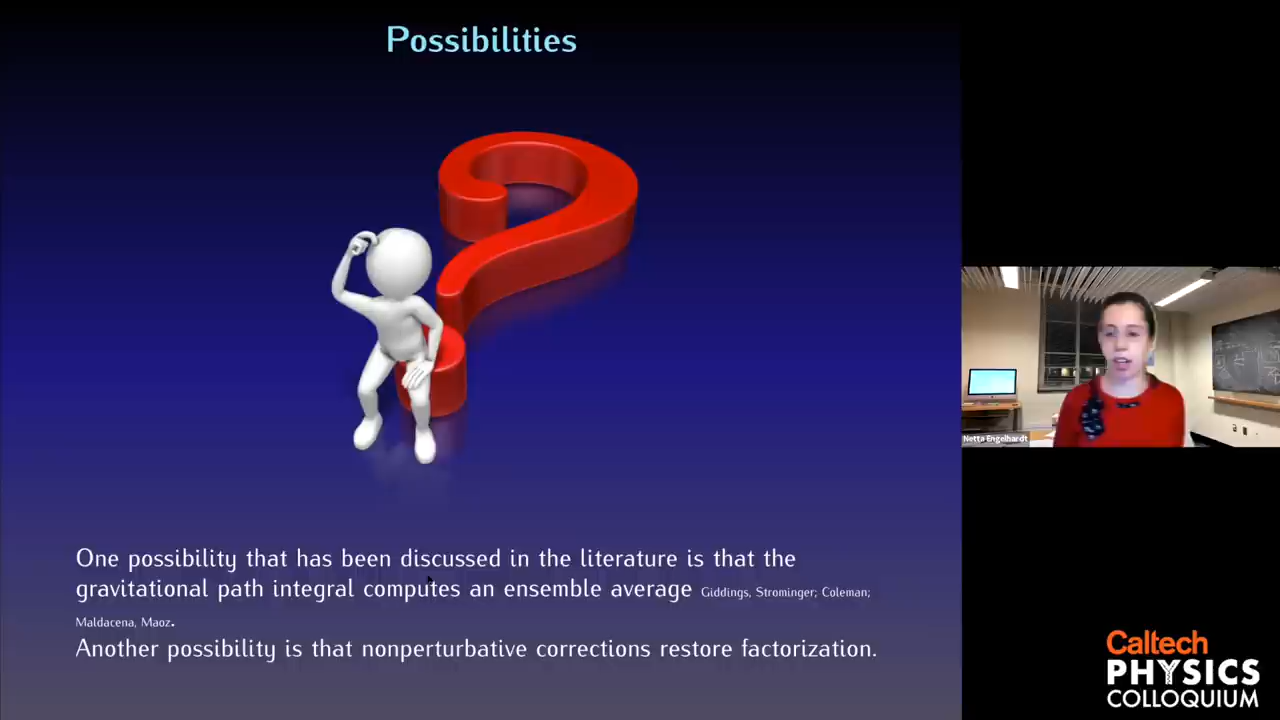 Possibilities
One possibility that has been discussed in the literature is that the
gravitational path integral computes an ensemble average Giddings, Strominger; Coleman;
Maldacena, Maoz.
Another possibility is that nonperturbative corrections restore factorization.
Netta Engelhardt
Caltech
PHYSICS
COLLOQUIUM